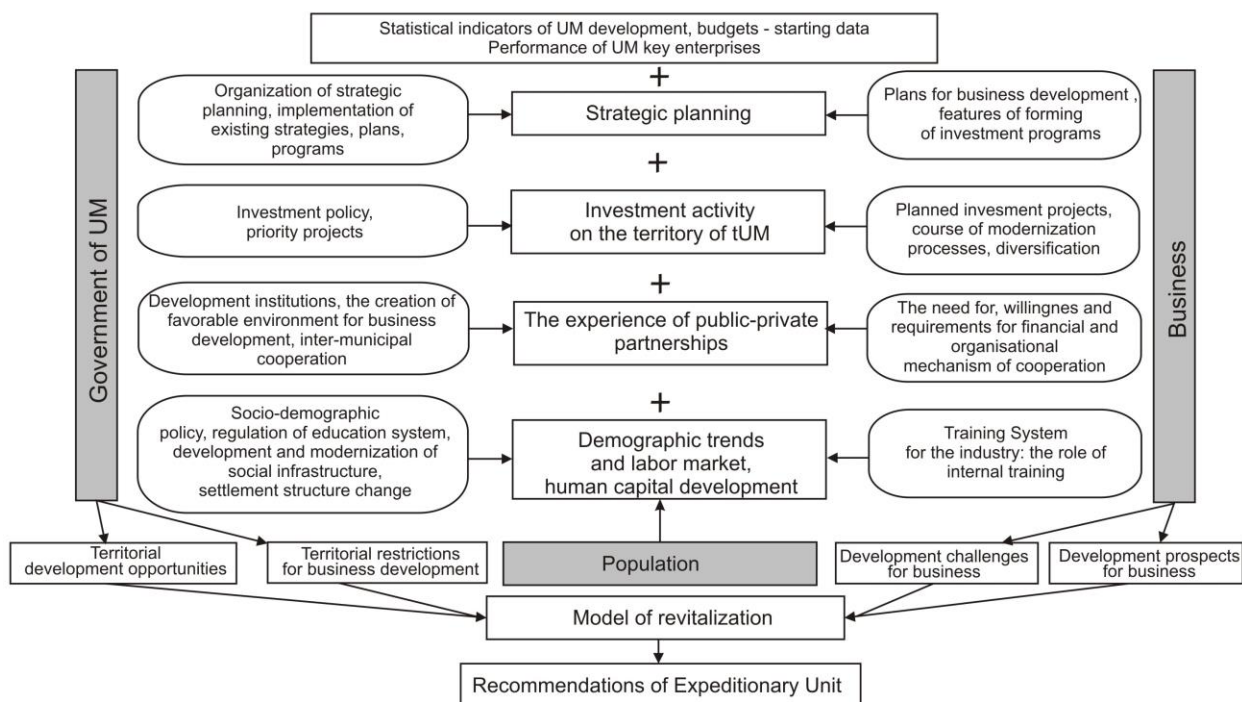 Statistical indicators of UM development, budgets - starting data
Performance of UM key enterprises
+
Government of UM
Business
Organization of strategic
planning, implementation of
existing strategies, plans,
programs
Strategic planning
Plans for business development ,
features of forming
of investment programs
+
Investment policy,
priority projects
Investment activity
on the territory of tUM
Planned invesment projects,
course of modernization
processes, diversification
+
Development institutions, the creation of
favorable environment for business
development, inter-municipal
cooperation
The experience of public-private
partnerships
The need for, willingnes and
requirements for financial and
organisational
mechanism of cooperation
+
Socio-demographic
policy, regulation of education system,
development and modernization of
social infrastructure,
settlement structure change
Demographic trends
and labor market,
human capital development
Training System
for the industry: the role of
internal training
Territorial
development opportunities
Territorial restrictions
for business development
Population
Development challenges
for business
Development prospects
for business
Model of revitalization
Recommendations of Expeditionary Unit